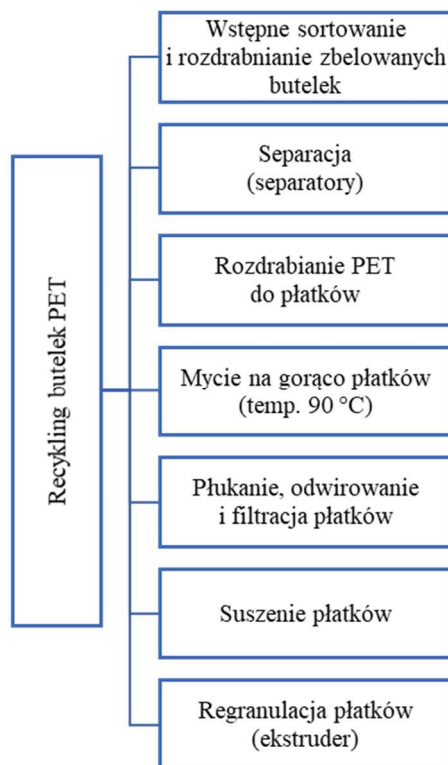 Recykling butelek PET
Wstępne sortowanie
i rozdrabnianie zbelowanych
butelek
Separacja
(separatory)
Rozdrabianie PET
do płatków
Mycie na gorąco płatków
(temp. 90 °C)
Płukanie, odwirowanie
i filtracja płatków
Suszenie płatków
Regranulacja płatków
(ekstruder)